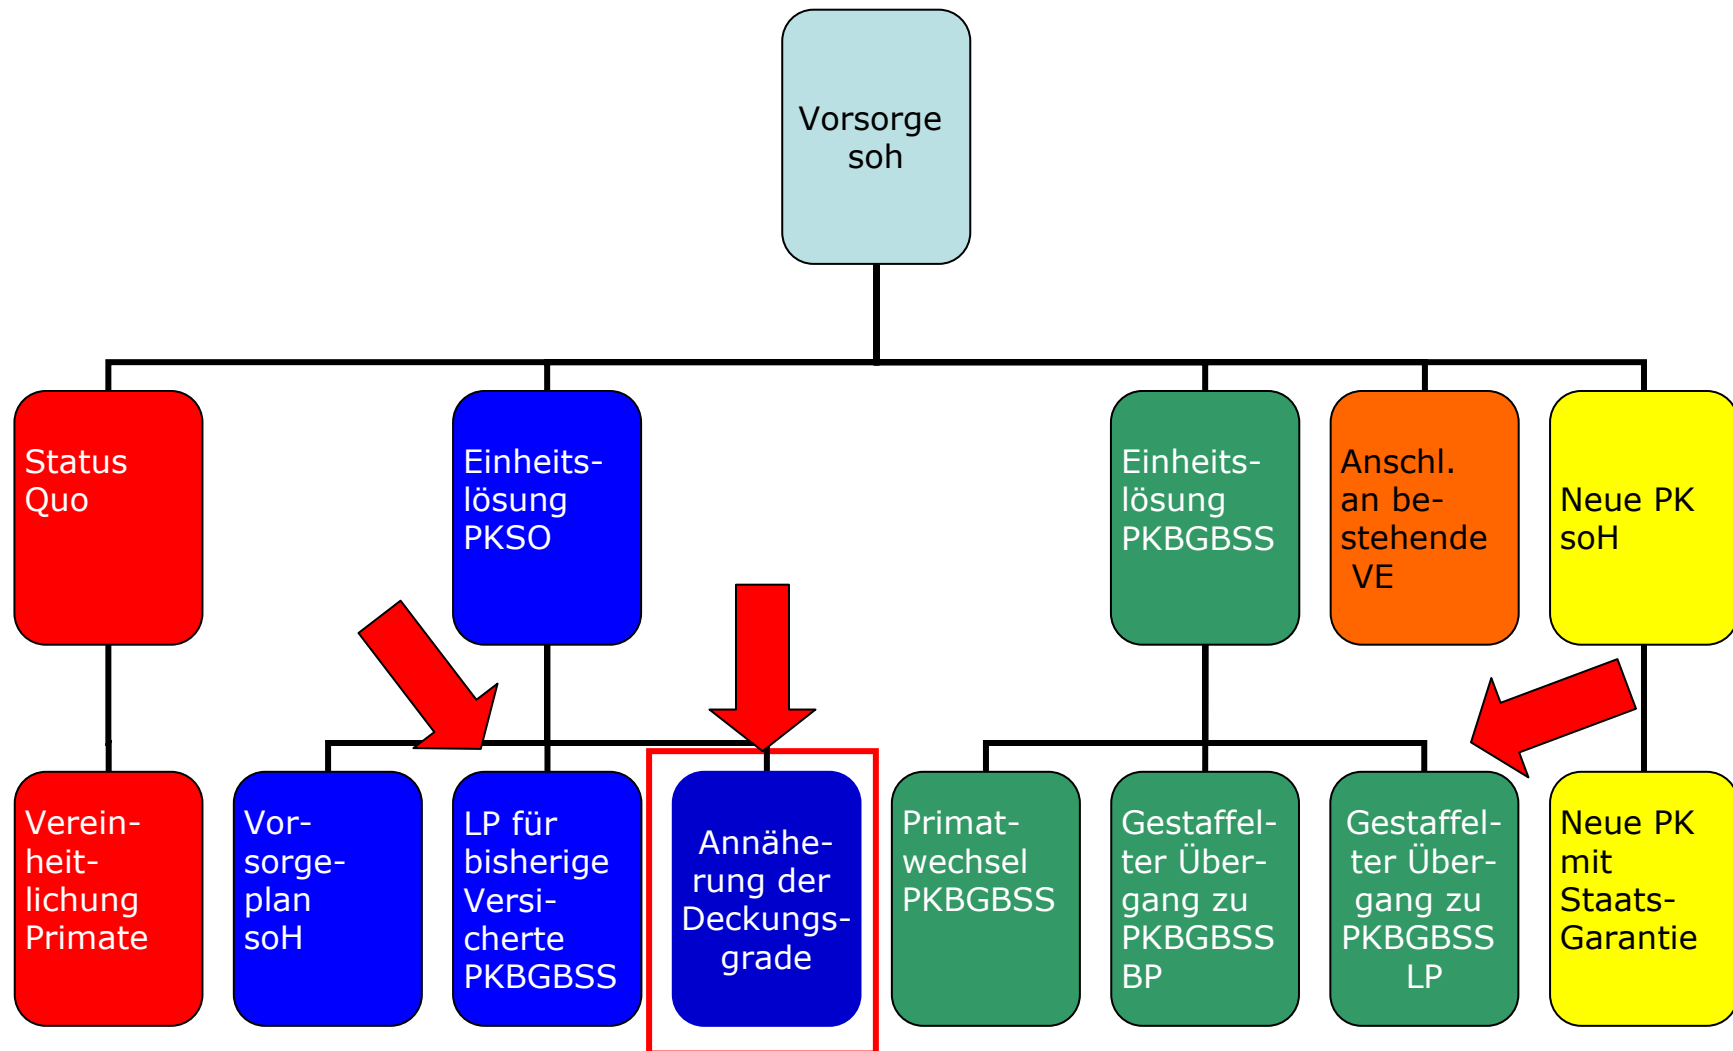 Vorsorge
soh
Status
Quo
Einheits-
lösung
PKSO
Einheits-
lösung
PKBGBSS
Anschl.
an be-
stehende
VE
Neue PK
soH
Verein-
heit-
lichung
Primate
Vor-
sorge-
plan
soH
LP für
bisherige
Versi-
cherte
PKBGBSS
Annähe-
rung der
Deckungs-
grade
Primat-
wechsel
PKBGBSS
Gestaffel-
ter Über-
gang zu
PKBGBSS
BP
Gestaffel-
ter Über-
gang zu
PKBGBSS
LP
Neue PK
mit
Staats-
Garantie